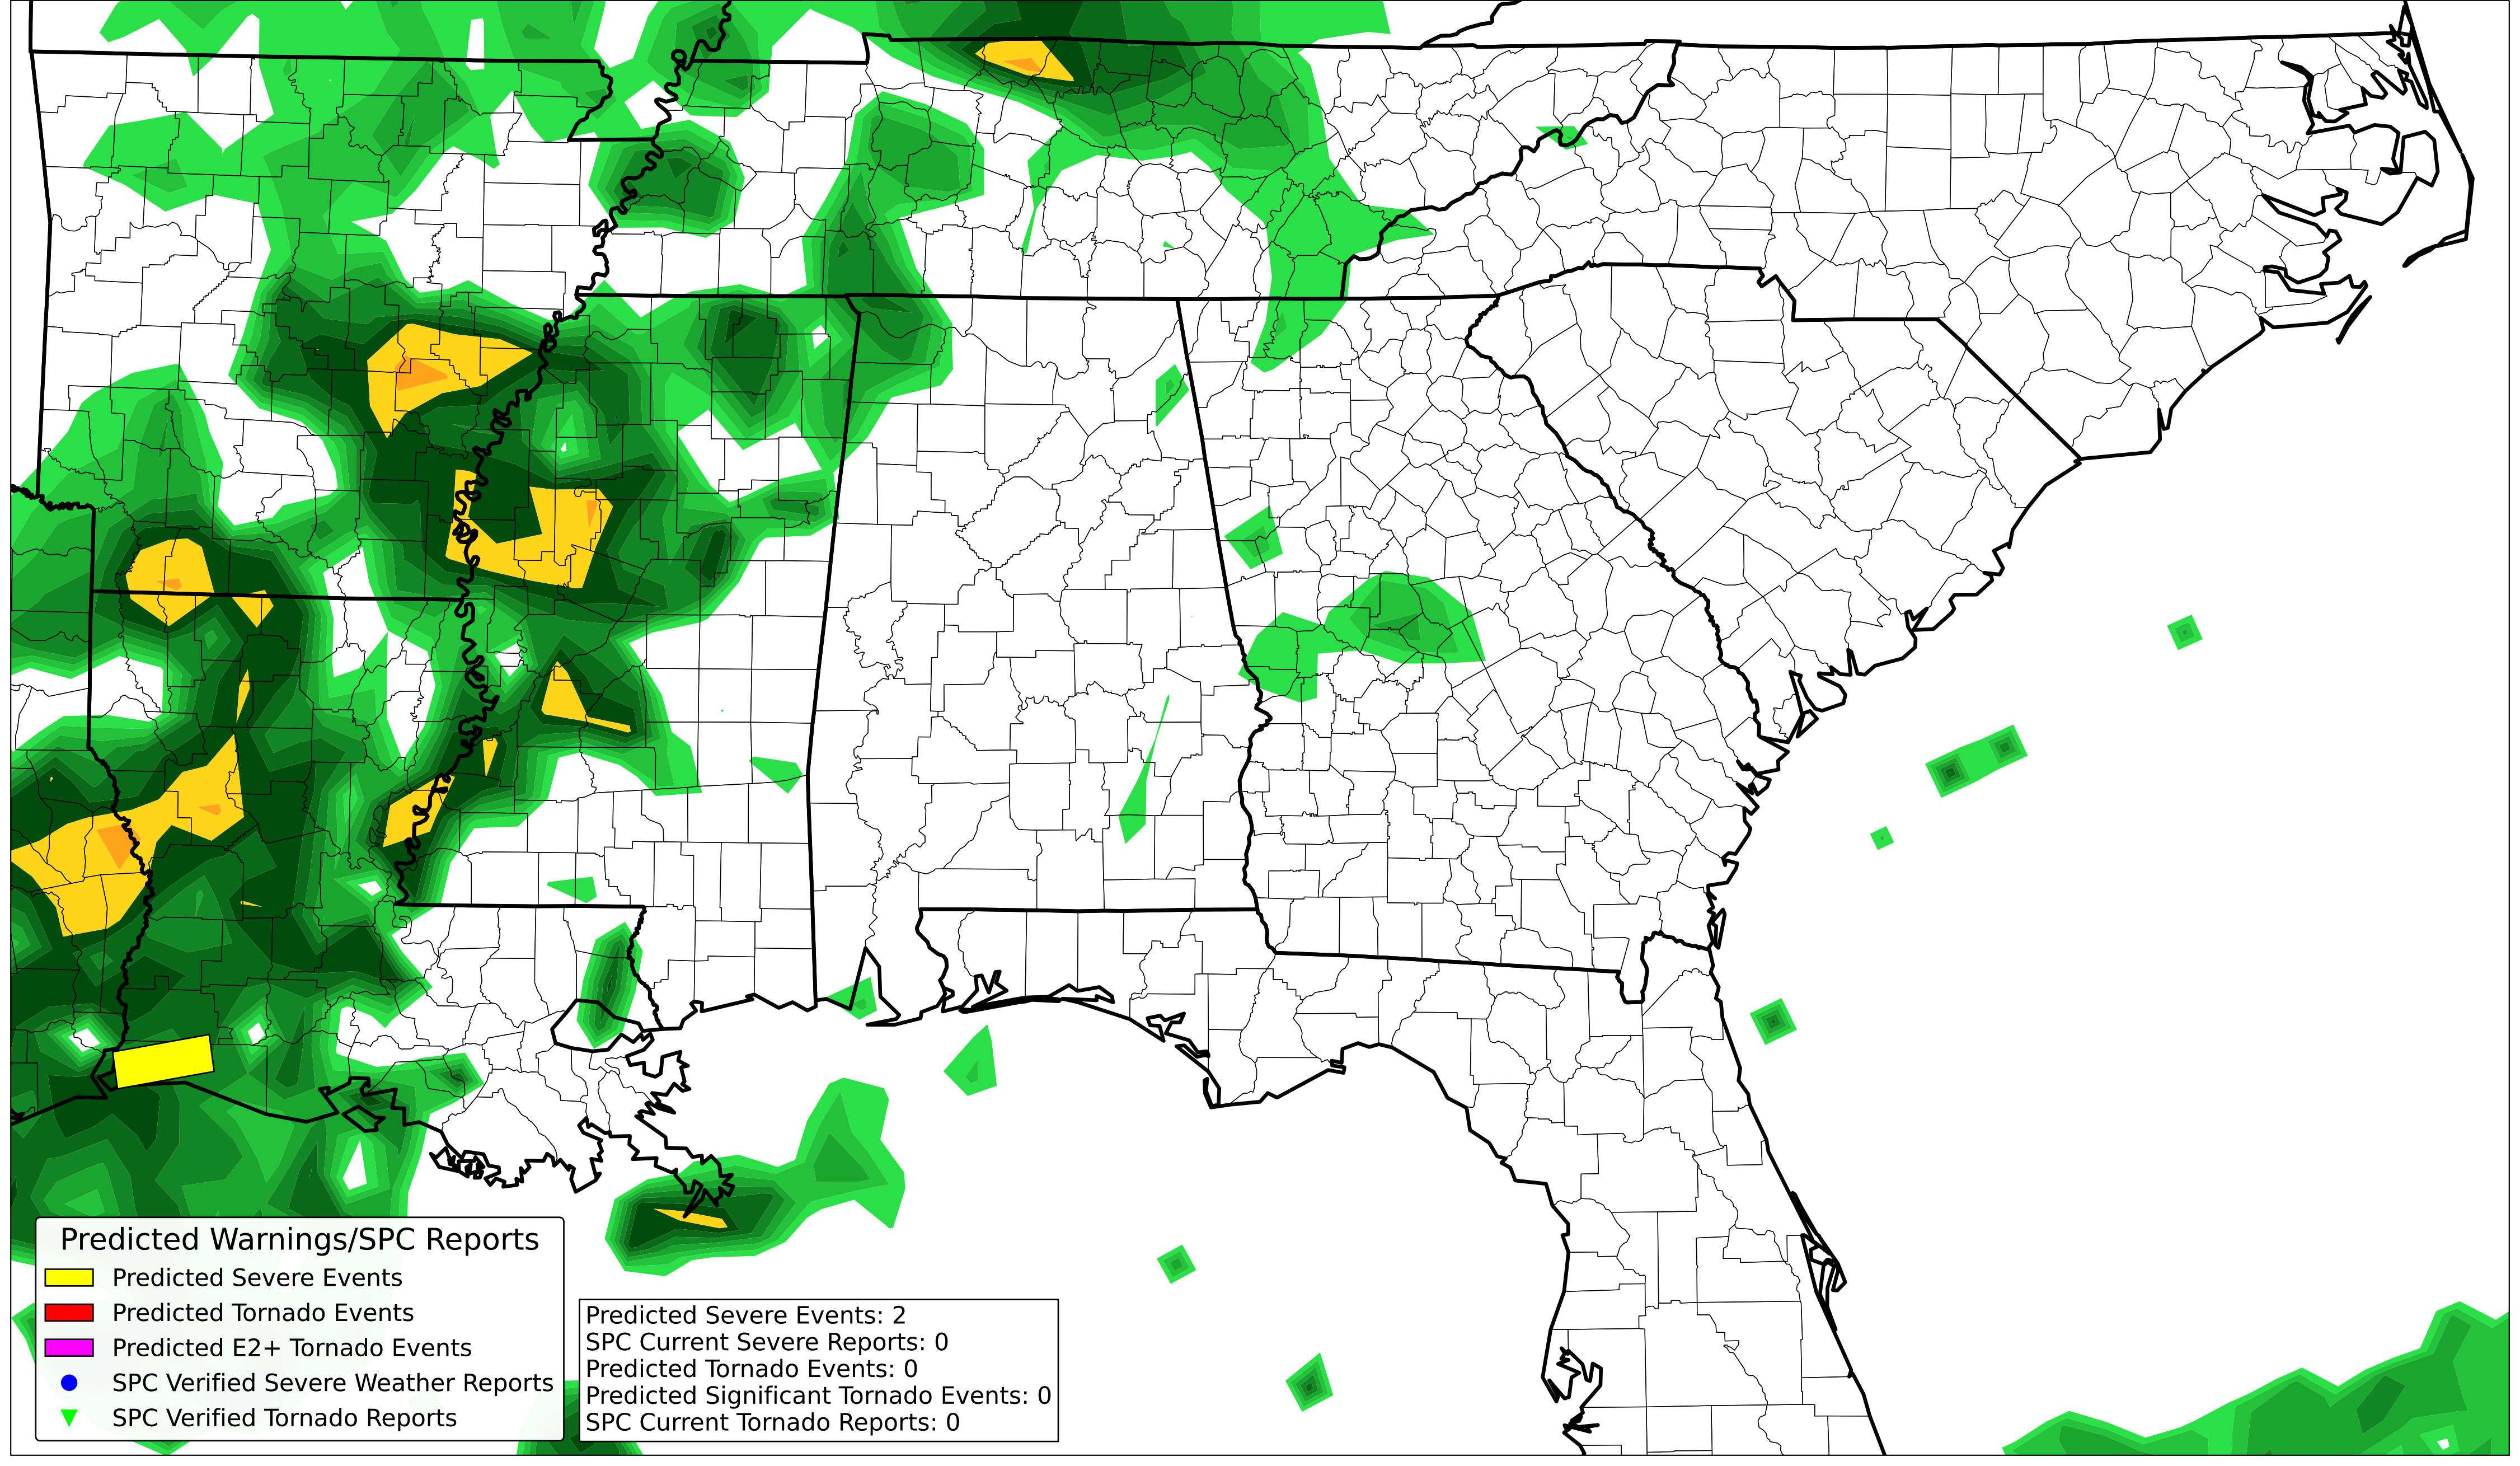 Predicted Warnings/SPC Reports
Predicted Severe Events
Predicted Tornado Events
Predicted E2+ Tornado Events
SPC Verified Severe Weather Reports
SPC Verified Tornado Reports
Predicted Severe Events: 2
SPC Current Severe Reports: 0
Predicted Tornado Events: 0
Predicted Significant Tornado Events: 0
SPC Current Tornado Reports: 0